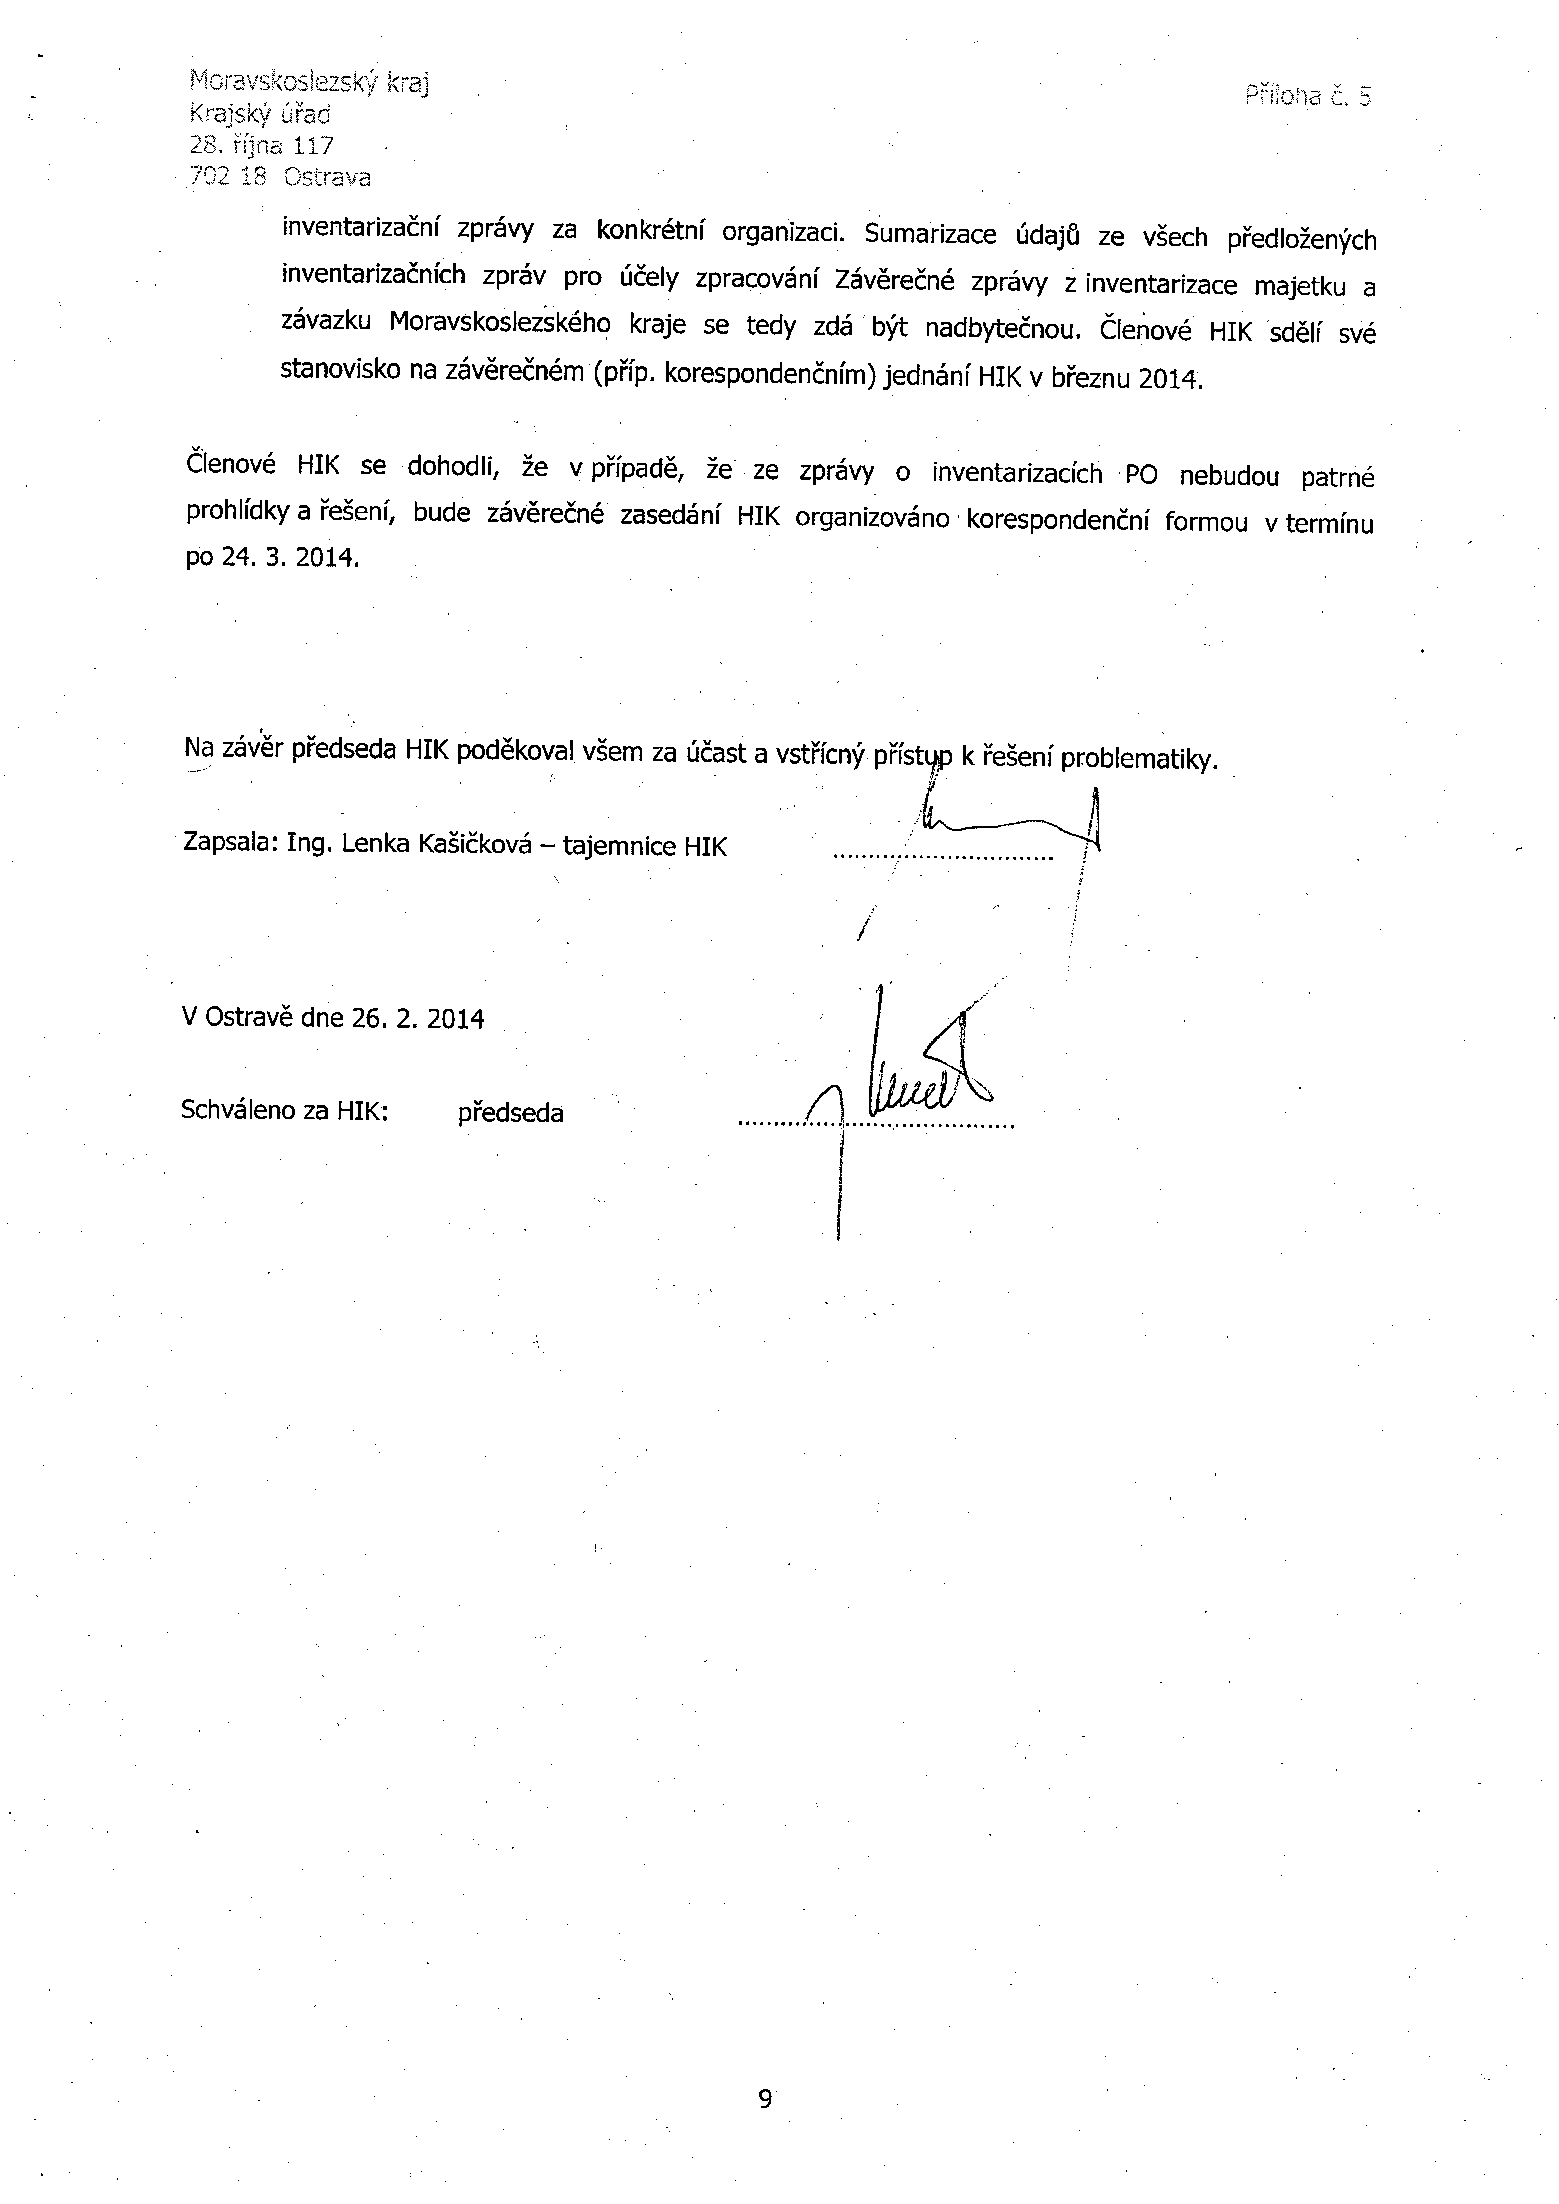 Moravskoslezský kraj
Příloha č. 5
Krajský úřad
28. října 117
702 18 Ostrava
inventarizační zprávy za konkrétní organizaci. Sumarizace údajů ze všech předložených
inventarizačních zpráv pro účely zpracování Závěrečné zprávy z inventarizace majetku a
závazku Moravskoslezského kraje se tedy zdá být nadbytečnou. Členové HIK sdělí své
stanovisko na závěrečném (příp. korespondenčním) jednání HIK v březnu 2014.
Členové HIK se dohodli, že v případě, že ze zprávy o inventarizacích PO nebudou patrné
prohlídky a řešení, bude závěrečné zasedání HIK organizováno korespondenční formou v termínu
po 24. 3. 2014.
Na závěr předseda HIK poděkoval všem za účast a vstřícný přístup k řešení problematiky.
Zapsala: Ing. Lenka Kašičková – tajemnice HIK
V Ostravě dne 26. 2. 2014
Schváleno za HIK: předseda
9